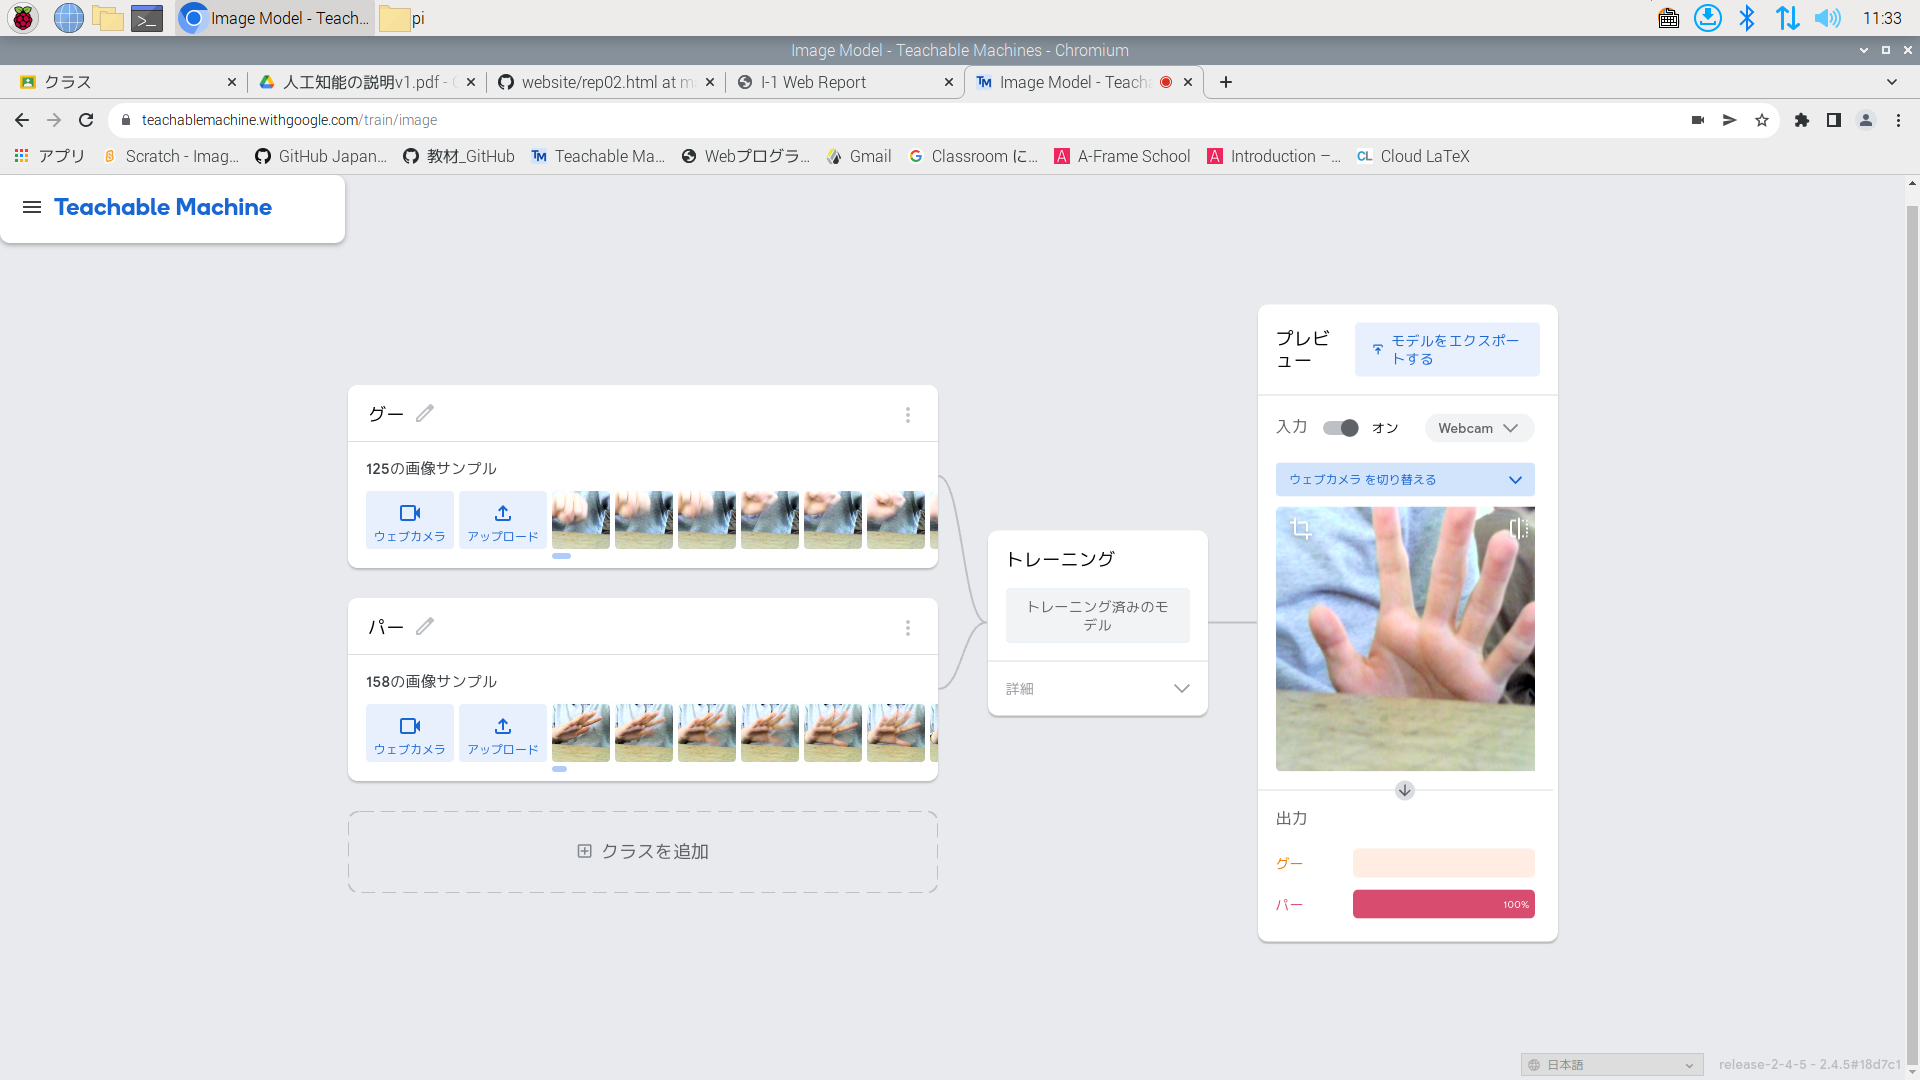 Image Model - Teach...
pi
11:33
Image Model - Teachable Machines - Chromium
クラス
人工知能の説明v1.pdf -
website/rep02.html at m
I-1 Web Report
TM
Image Model - Teach
teachablemachine.withgoogle.com/train/image
アプリ
Scratch - Imag...
GitHub Japan...
教材_GitHub
TM
Teachable Ma...
Webプログラ...
Gmail
G
Classroom に...
A
A-Frame School
A
Introduction –...
CL
Cloud LaTeX
Teachable Machine
グー
125の画像サンプル
ウェブカメラ
アップロード
パー
158の画像サンプル
ウェブカメラ
アップロード
クラスを追加
トレーニング
トレーニング済みのモ
デル
詳細
プレビ
ュー
モデルをエクスポー
トする
入力
オン
Webcam
ウェブカメラ を切り替える
出力
グー
パー
100%
日本語
release-2-4-5 - 2.4.5#18d7c1